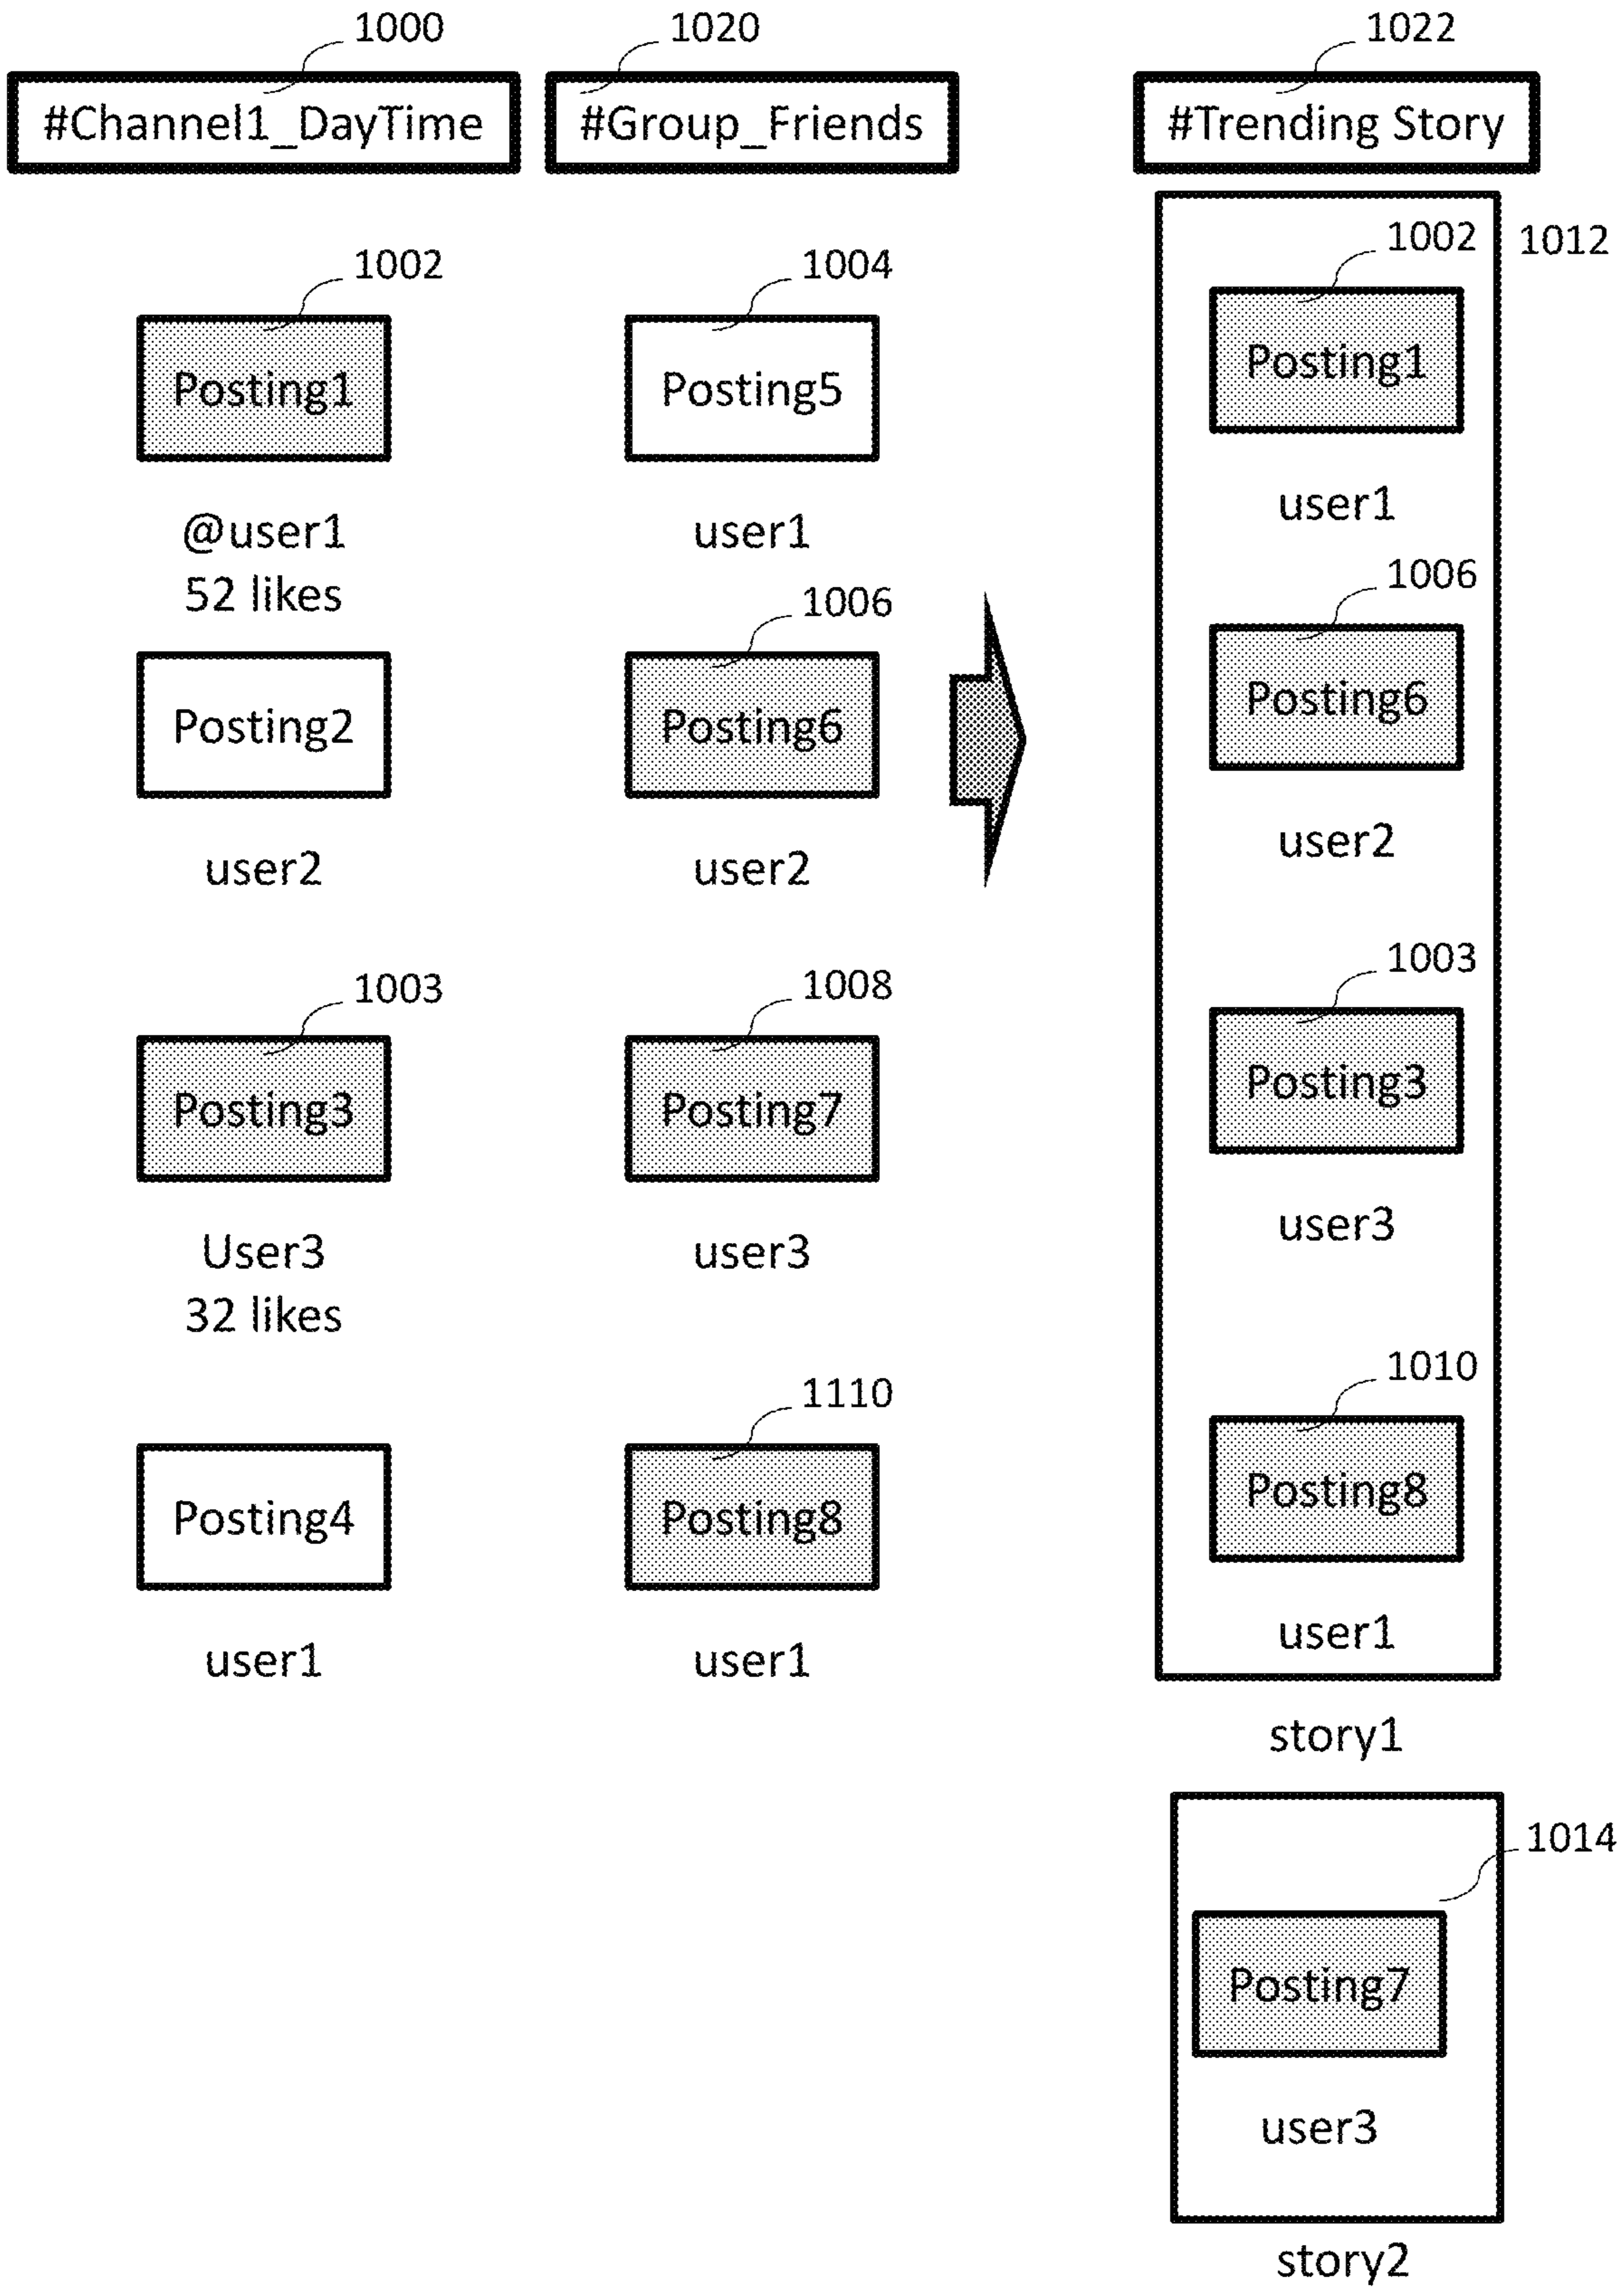 1000
#Channel1_DayTime
1002
Posting1
@user1
52 likes
Posting2
user2
1003
Posting3
User3
32 likes
Posting4
user1
1020
#Group_Friends
1004
Posting5
user1
1006
Posting6
user2
1008
Posting7
user3
1110
Posting8
user1
1022
#Trending Story
1012
1002
Posting1
user1
1006
Posting6
user2
1003
Posting3
user3
1010
Posting8
user1
story1
1014
Posting7
user3
story2